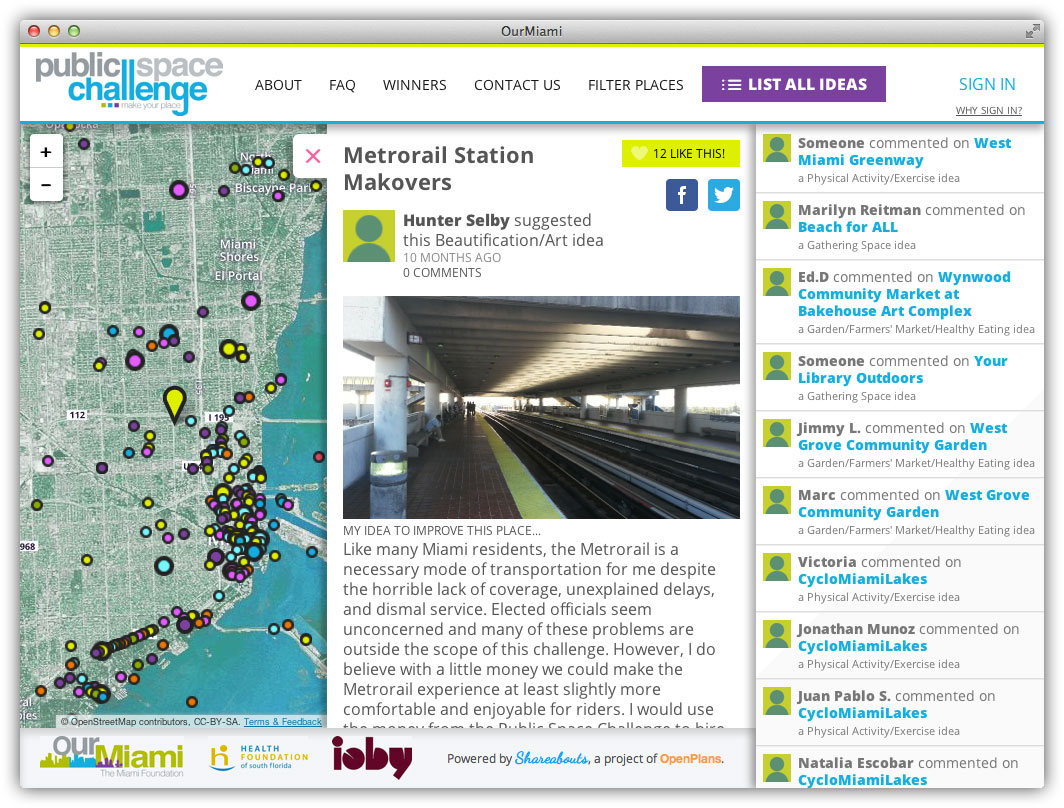 OurMiami
public space
challenge
make your place
ABOUT
FAQ
WINNERS
CONTACT US
FILTER PLACES
LIST ALL IDEAS
SIGN IN
WHY SIGN IN?
+
−
Miami
Biscayne Park
Miami
Shores
El Portal
112
I 195
968
© OpenStreetMap contributors, CC-BY-SA. Terms & Feedback
Metrorail Station
Makovers
12 LIKE THIS!
Hunter Selby suggested
this Beautification/Art idea
10 MONTHS AGO
0 COMMENTS
MY IDEA TO IMPROVE THIS PLACE...
Like many Miami residents, the Metrorail is a
necessary mode of transportation for me despite
the horrible lack of coverage, unexplained delays,
and dismal service. Elected officials seem
unconcerned and many of these problems are
outside the scope of this challenge. However, I do
believe with a little money we could make the
Metrorail experience at least slightly more
comfortable and enjoyable for riders. I would use
the money from the Public Space Challenge to hire
Someone commented on West
Miami Greenway
a Physical Activity/Exercise idea
Marilyn Reitman commented on
Beach for ALL
a Gathering Space idea
Ed.D commented on Wynwood
Community Market at
Bakehouse Art Complex
a Garden/Farmers' Market/Healthy Eating idea
Someone commented on Your
Library Outdoors
a Gathering Space idea
Jimmy L. commented on West
Grove Community Garden
a Garden/Farmers' Market/Healthy Eating idea
Marc commented on West Grove
Community Garden
a Garden/Farmers' Market/Healthy Eating idea
Victoria commented on
CycloMiamiLakes
a Physical Activity/Exercise idea
Jonathan Munoz commented on
CycloMiamiLakes
a Physical Activity/Exercise idea
Juan Pablo S. commented on
CycloMiamiLakes
a Physical Activity/Exercise idea
Natalia Escobar commented on
CycloMiamiLakes
Our
Miami
The Miami Foundation
HEALTH
FOUNDATION
of south florida
ioby
Powered by Shareabouts, a project of OpenPlans.